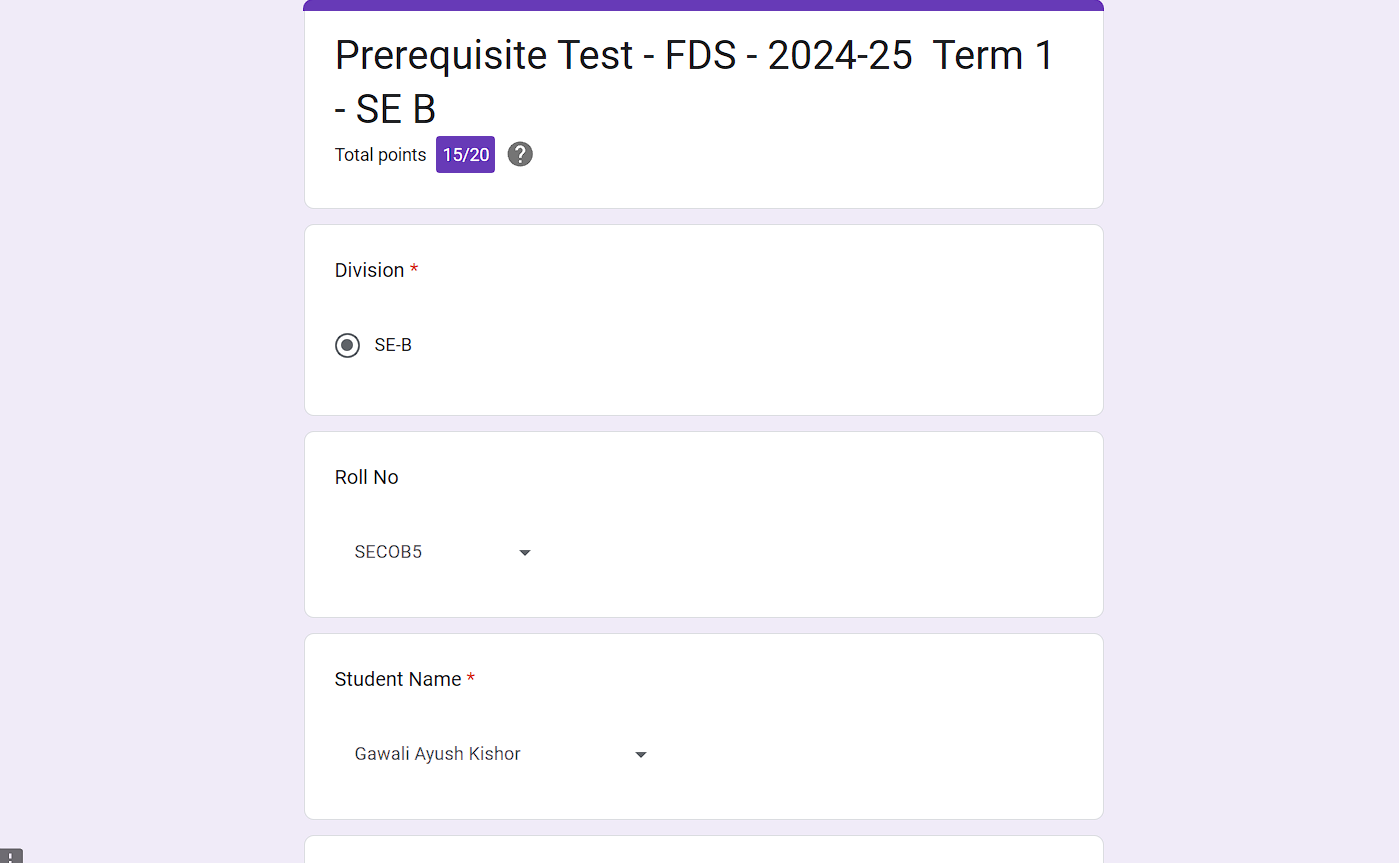 Prerequisite Test - FDS - 2024-25  Term 1
- SE B
Total points 15/20 ?
Division *
SE-B
Roll No
SECOB5
Student Name *
Gawali Ayush Kishor
!